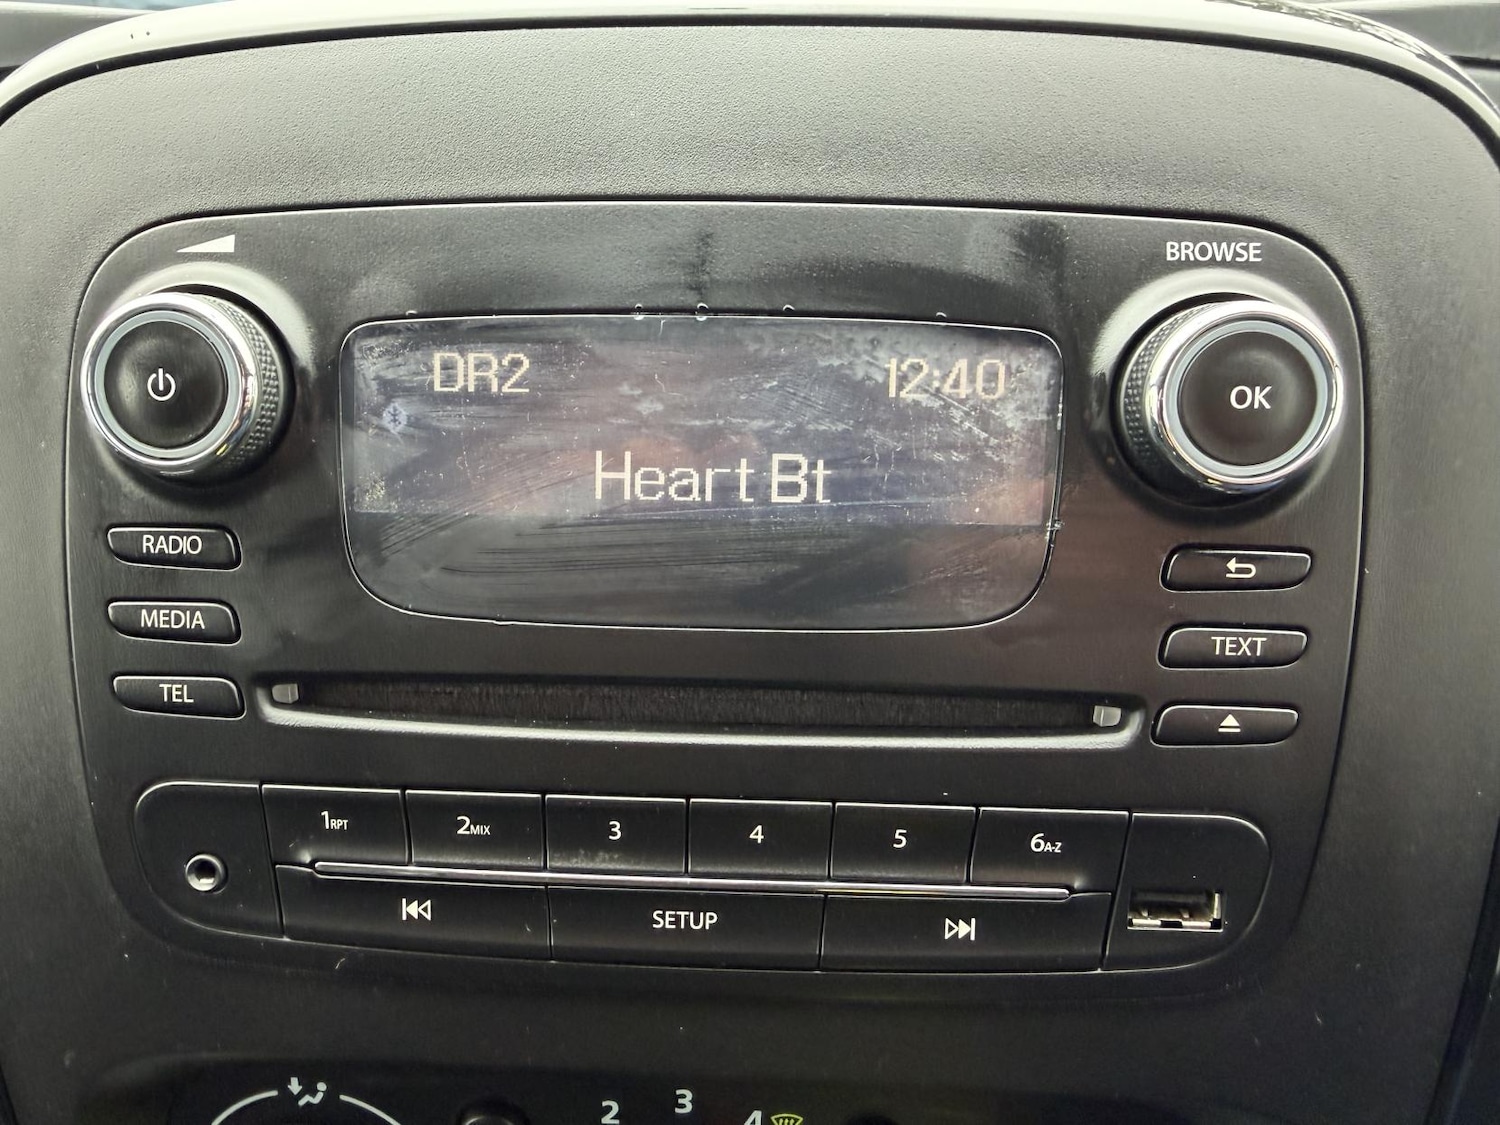 BROWSE
DR2 12:40
OK
Heart Bt
RADIO
MEDIA
TEXT
TEL
1RPT 2MIX 3 4 5 6A-Z
SETUP
2 3 4